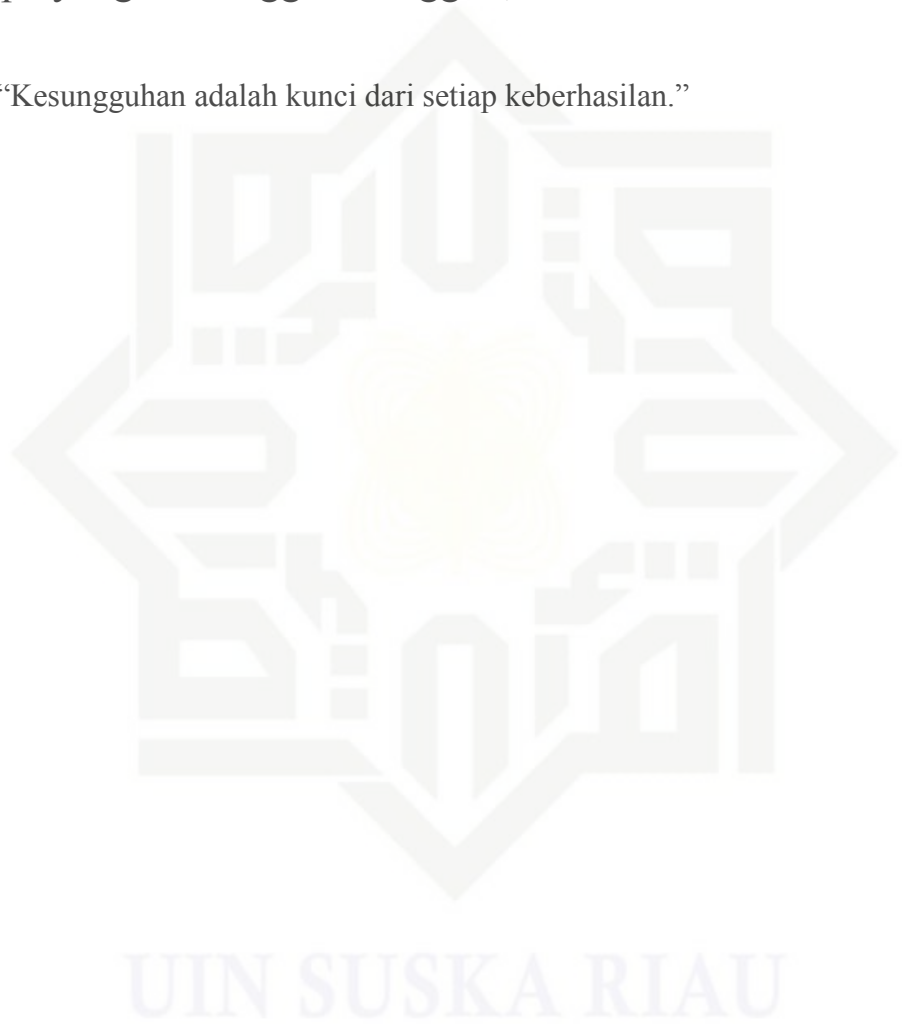 “Kesungguhan adalah kunci dari setiap keberhasilan.”
UIN SUSKA RIAU